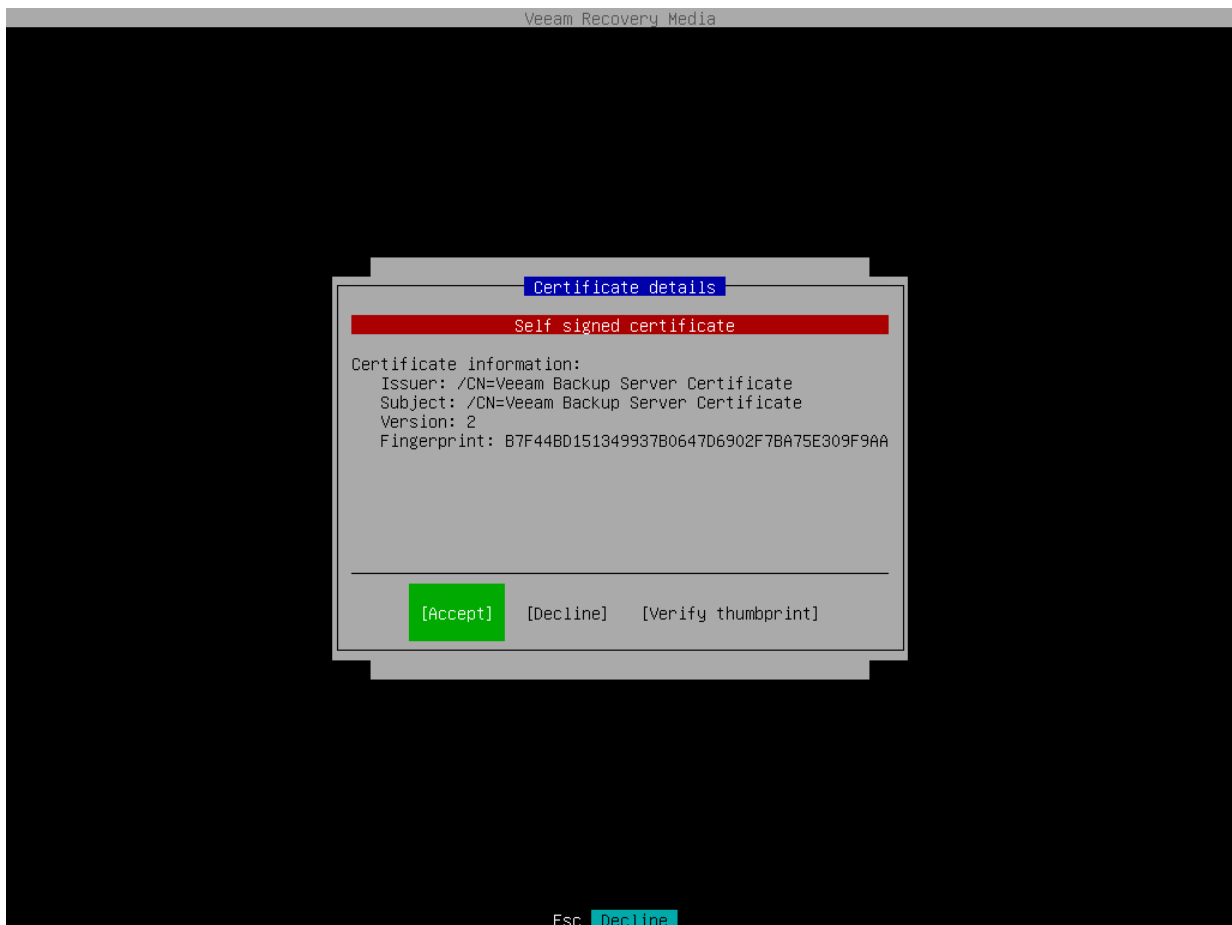 Veeam Recovery Media
Certificate details
Self signed certificate
Certificate information:
Issuer: /CN=Veeam Backup Server Certificate
Subject: /CN=Veeam Backup Server Certificate
Version: 2
Fingerprint: B7F44BD151349937B0647D6902F7BA75E309F9AA
[Accept] [Decline] [Verify thumbprint]
Esc Decline